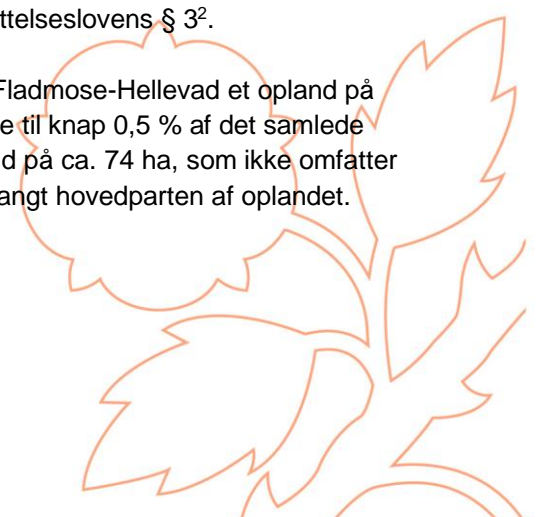 ttelseslovens § 3².
Fladmose-Hellevad et opland på
e til knap 0,5 % af det samlede
d på ca. 74 ha, som ikke omfatter
angt hovedparten af oplandet.